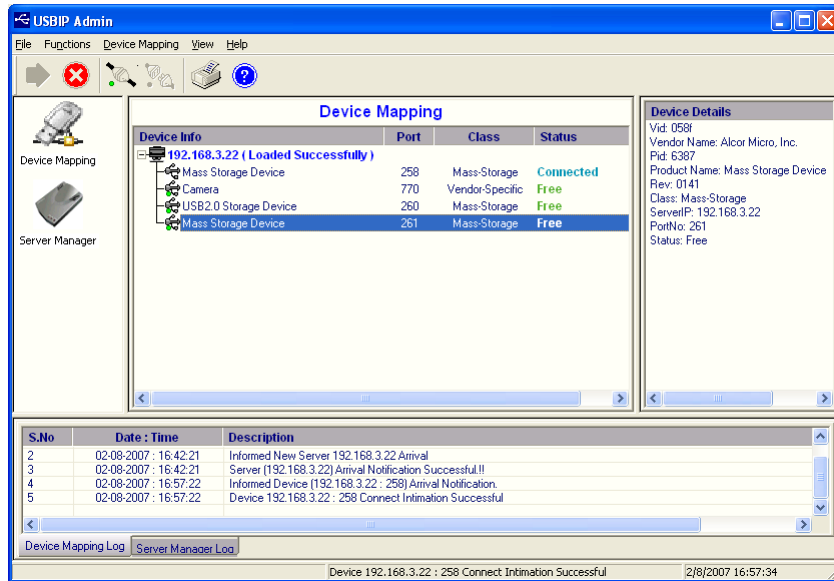 USBIP Admin
File Functions Device Mapping View Help
Device Mapping
Server Manager
Device Mapping
Device Info Port Class Status
192.168.3.22 ( Loaded Successfully )
Mass Storage Device 258 Mass-Storage Connected
Camera 770 Vendor-Specific Free
USB2.0 Storage Device 260 Mass-Storage Free
Mass Storage Device 261 Mass-Storage Free
Device Details
Vid: 058f
Vendor Name: Alcor Micro, Inc.
Pid: 6387
Product Name: Mass Storage Device
Rev: 0141
Class: Mass-Storage
ServerIP: 192.168.3.22
PortNo: 261
Status: Free
S.No Date : Time Description
2 02-08-2007 : 16:42:21 Informed New Server 192.168.3.22 Arrival
3 02-08-2007 : 16:42:21 Server (192.168.3.22) Arrival Notification Successful.!!
4 02-08-2007 : 16:57:22 Informed Device (192.168.3.22 : 258) Arrival Notification.
5 02-08-2007 : 16:57:22 Device 192.168.3.22 : 258 Connect Intimation Successful
Device Mapping Log Server Manager Log
Device 192.168.3.22 : 258 Connect Intimation Successful 2/8/2007 16:57:34